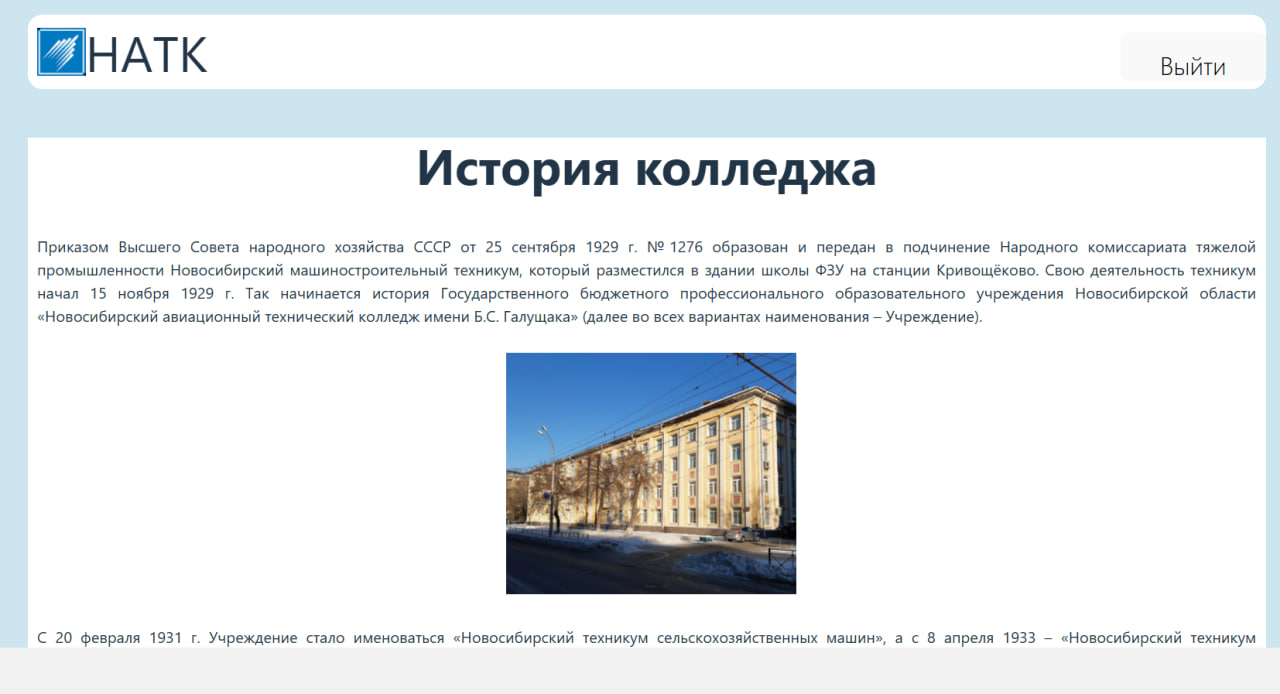 НАТК
Выйти
История колледжа
Приказом Высшего Совета народного хозяйства СССР от 25 сентября 1929 г. №1276 образован и передан в подчинение Народного комиссариата тяжелой
промышленности Новосибирский машиностроительный техникум, который разместился в здании школы ФЗУ на станции Кривощёково. Свою деятельность техникум
начал 15 ноября 1929 г. Так начинается история Государственного бюджетного профессионального образовательного учреждения Новосибирской области
«Новосибирский авиационный технический колледж имени Б.С. Галущака» (далее во всех вариантах наименования – Учреждение).
С 20 февраля 1931 г. Учреждение стало именоваться «Новосибирский техникум сельскохозяйственных машин», а с 8 апреля 1933 – «Новосибирский техникум